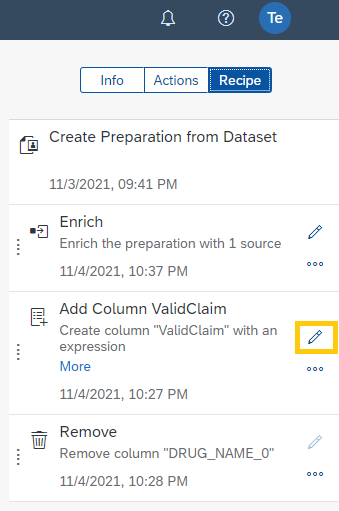 Te
Info
Actions
Recipe
Create Preparation from Dataset
11/3/2021, 09:41 PM
Enrich
Enrich the preparation with 1 source
11/4/2021, 10:37 PM
Add Column ValidClaim
Create column "ValidClaim" with an
expression
More
11/4/2021, 10:27 PM
Remove
Remove column "DRUG_NAME_0"
11/4/2021, 10:28 PM